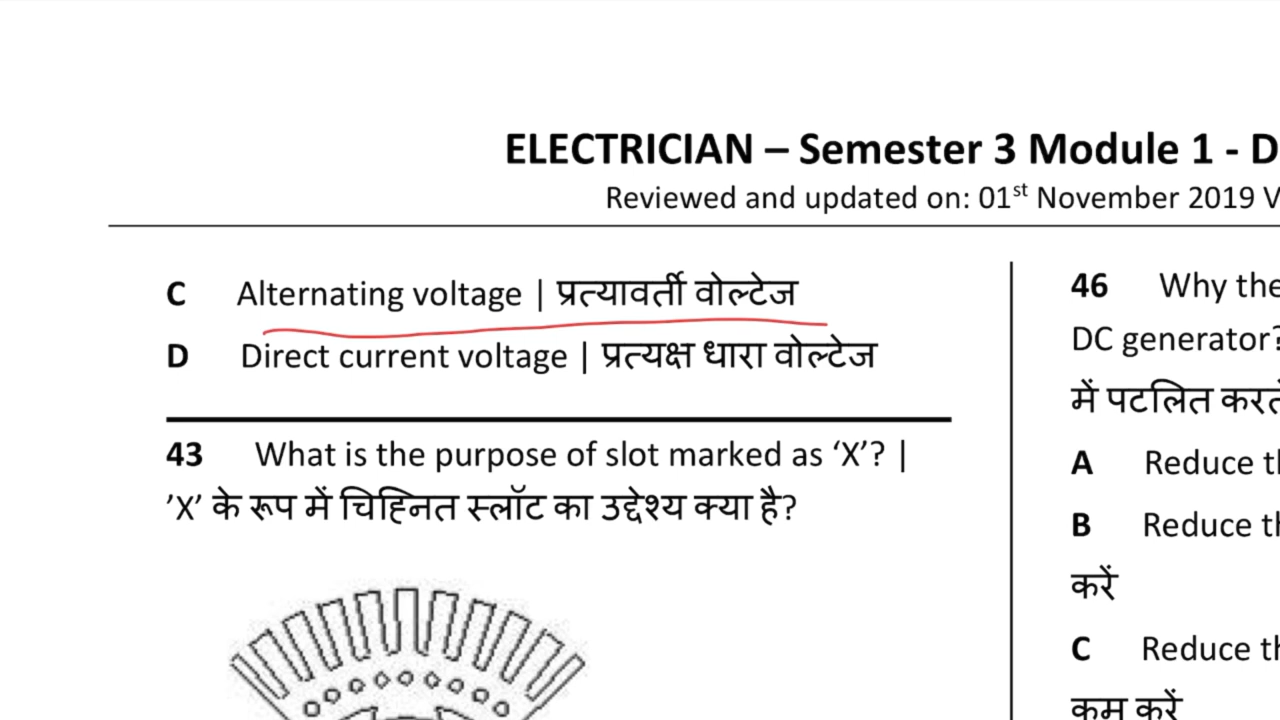 ELECTRICIAN – Semester 3 Module 1 - D
Reviewed and updated on: 01st November 2019 V
C Alternating voltage | प्रत्यावर्ती वोल्टेज
D Direct current voltage | प्रत्यक्ष धारा वोल्टेज
43 What is the purpose of slot marked as ‘X’? |
’X’ के रूप में चिह्नित स्लॉट का उद्देश्य क्या है?
46 Why the
DC generator?
में पटलित करते
A Reduce th
B Reduce th
करें
C Reduce th
कम करें